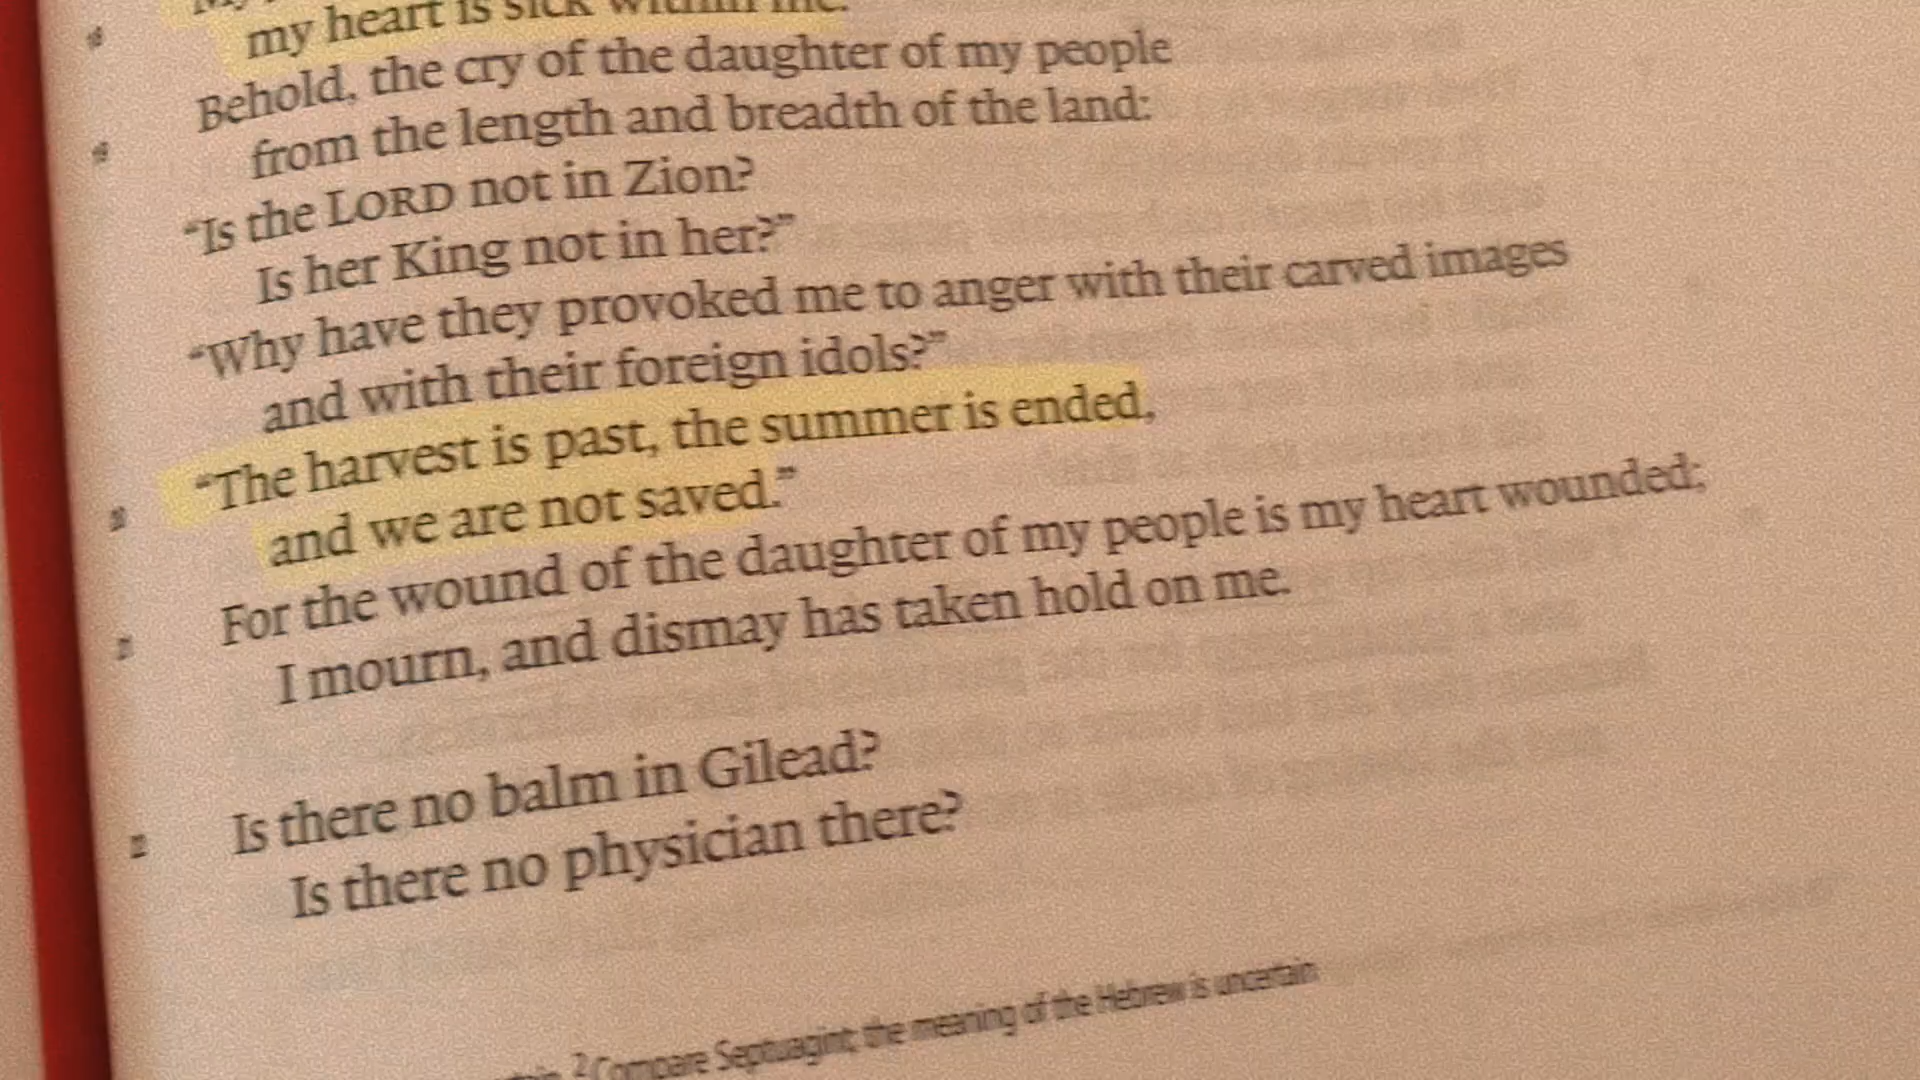 my heart is sick within me.
18
Behold, the cry of the daughter of my people
19
from the length and breadth of the land:
“Is the LORD not in Zion?
Is her King not in her?”
“Why have they provoked me to anger with their carved images
and with their foreign idols?”
“The harvest is past, the summer is ended,
20
and we are not saved.”
For the wound of the daughter of my people is my heart wounded;
21
I mourn, and dismay has taken hold on me.
22
Is there no balm in Gilead?
Is there no physician there?
2 Compare Septuagint; the meaning of the Hebrew is uncertain